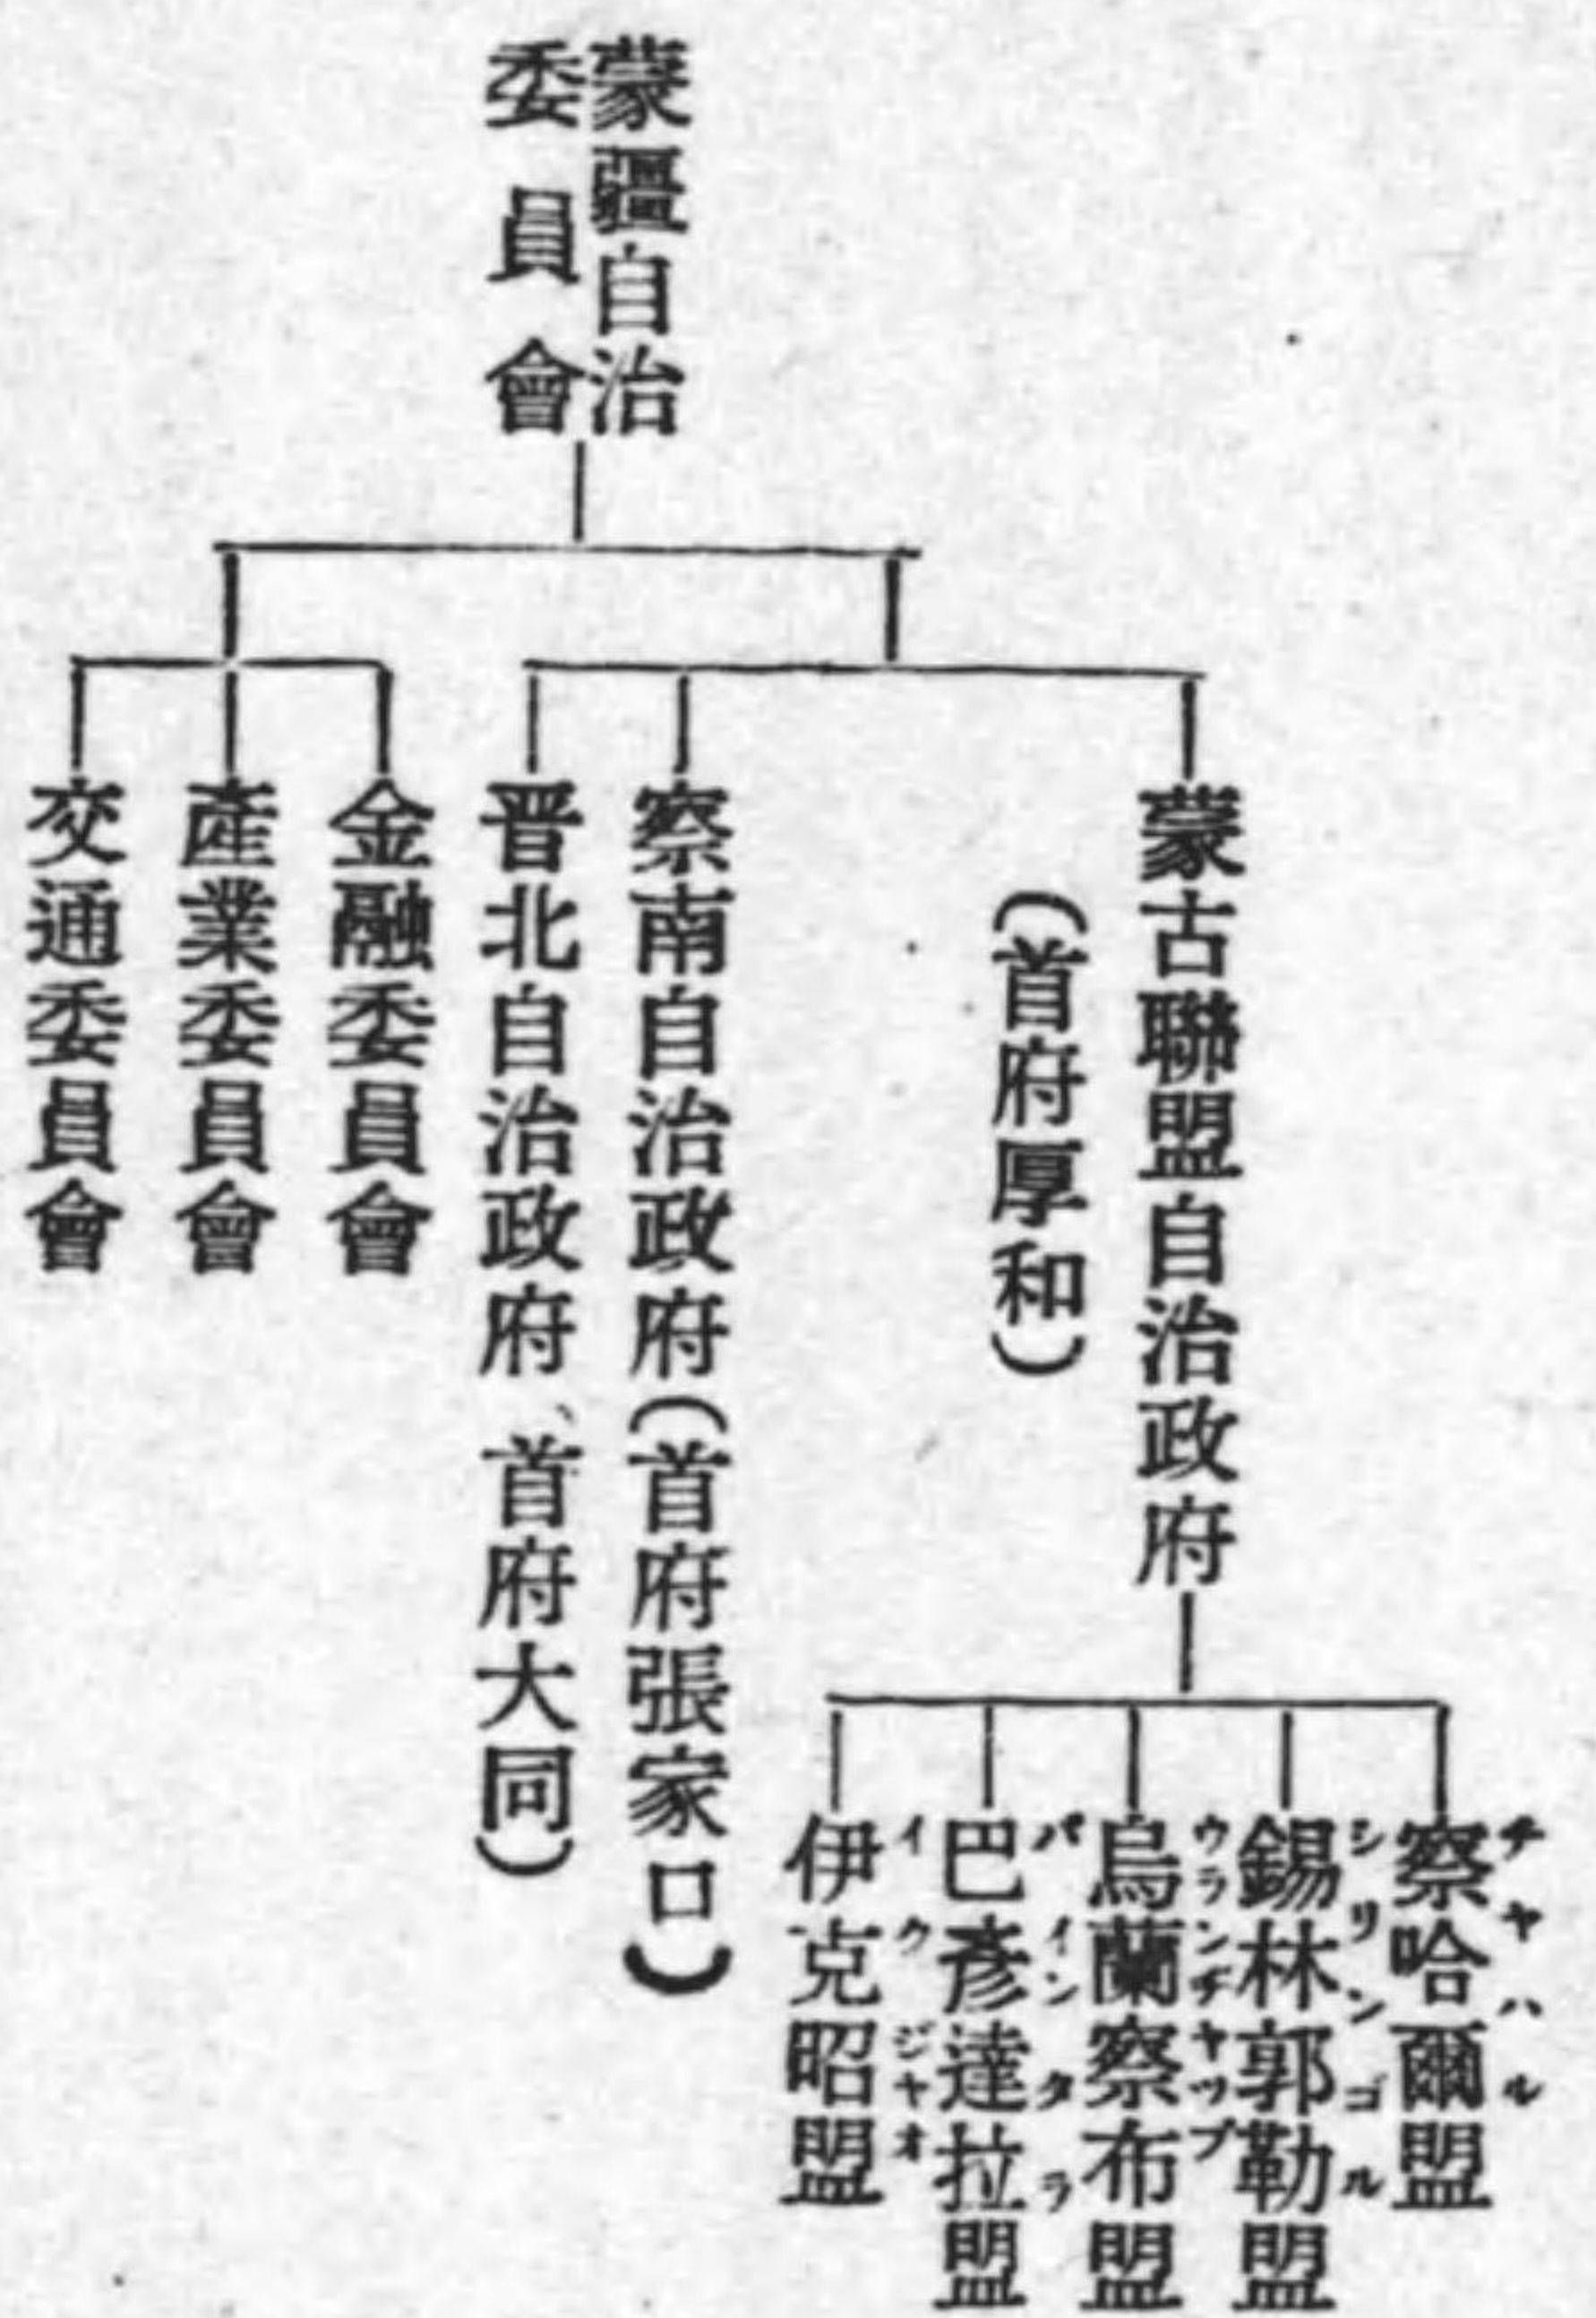 蒙疆自治
委員會
蒙古聯盟自治政府
(首府厚和)
チヤハル
察哈爾盟
シリンゴル
錫林郭勒盟
ウランチヤツプ
烏蘭察布盟
バインタラ
巴彥達拉盟
イクジヤオ
伊克昭盟
察南自治政府(首府張家口)
晋北自治政府、首府大同)
金融委員會
產業委員會
交通委員會